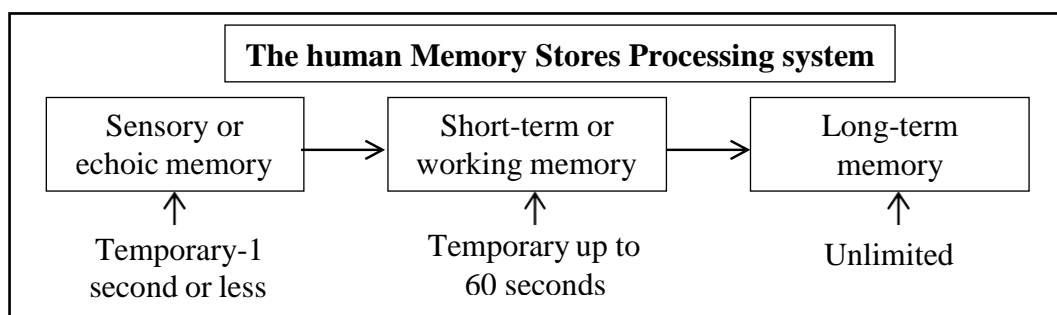 The human Memory Stores Processing system
Sensory or
echoic memory
Short-term or
working memory
Long-term
memory
Temporary-1
second or less
Temporary up to
60 seconds
Unlimited